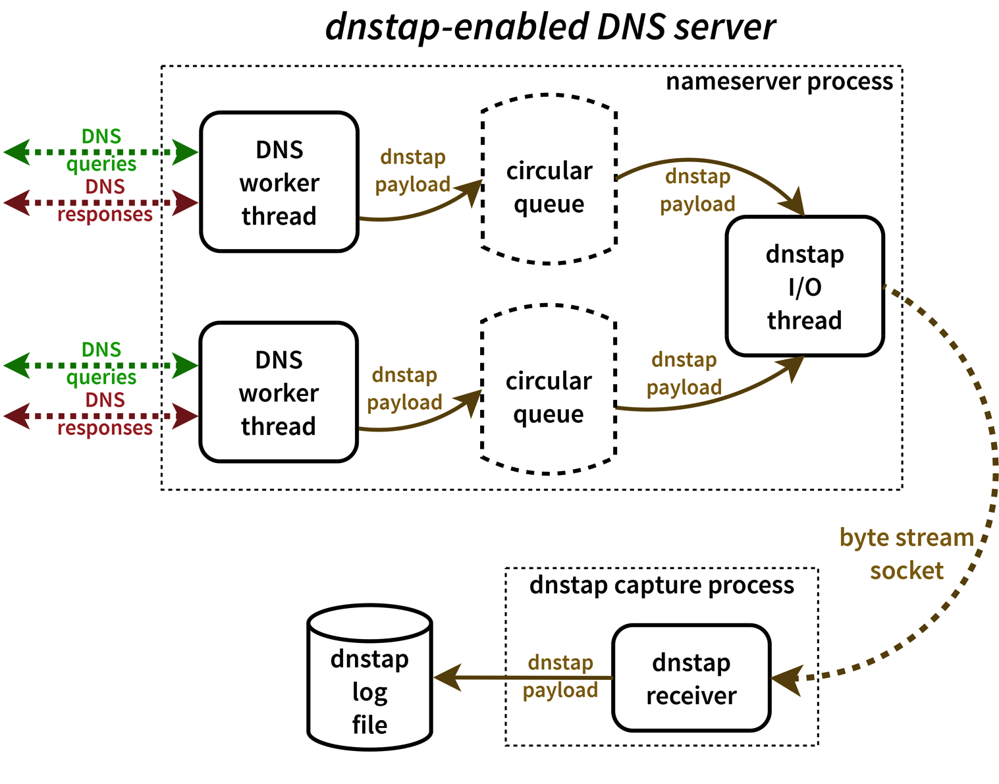 dnstap-enabled DNS server
nameserver process
DNS
queries
DNS
responses
DNS
worker
thread
dnstap
payload
circular
queue
dnstap
payload
dnstap
I/O
thread
DNS
queries
DNS
responses
DNS
worker
thread
dnstap
payload
circular
queue
dnstap
payload
byte stream
socket
dnstap capture process
dnstap
receiver
dnstap
payload
dnstap
log
file